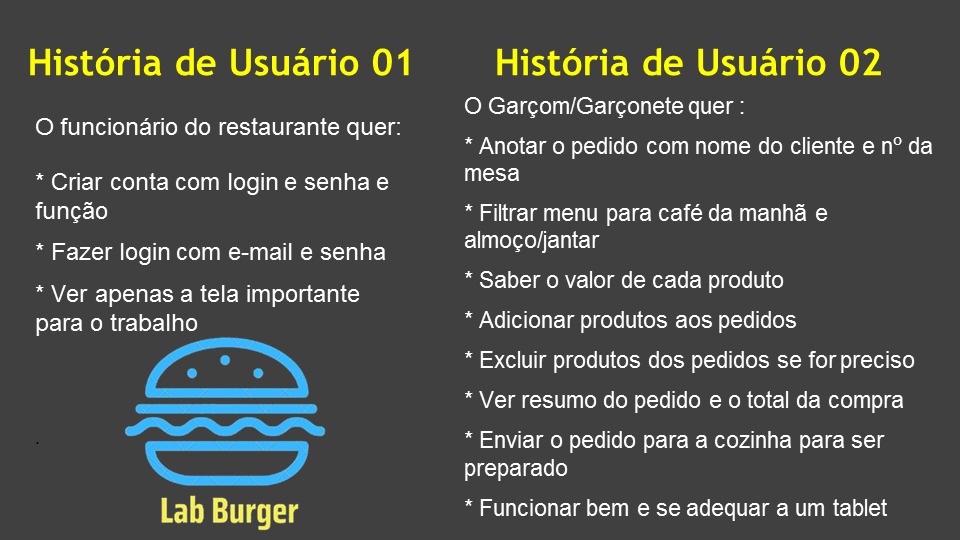 História de Usuário 01
O funcionário do restaurante quer:
* Criar conta com login e senha e
função
* Fazer login com e-mail e senha
* Ver apenas a tela importante
para o trabalho
.
Lab Burger
História de Usuário 02
O Garçom/Garçonete quer :
* Anotar o pedido com nome do cliente e nº da
mesa
* Filtrar menu para café da manhã e
almoço/jantar
* Saber o valor de cada produto
* Adicionar produtos aos pedidos
* Excluir produtos dos pedidos se for preciso
* Ver resumo do pedido e o total da compra
* Enviar o pedido para a cozinha para ser
preparado
* Funcionar bem e se adequar a um tablet